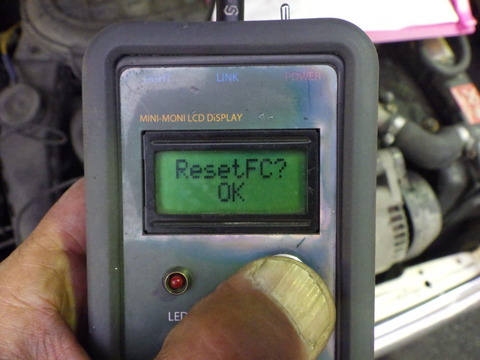 LINK POWER
MINI-MONI LCD DiSPLAY
ResetFC?
OK
LED